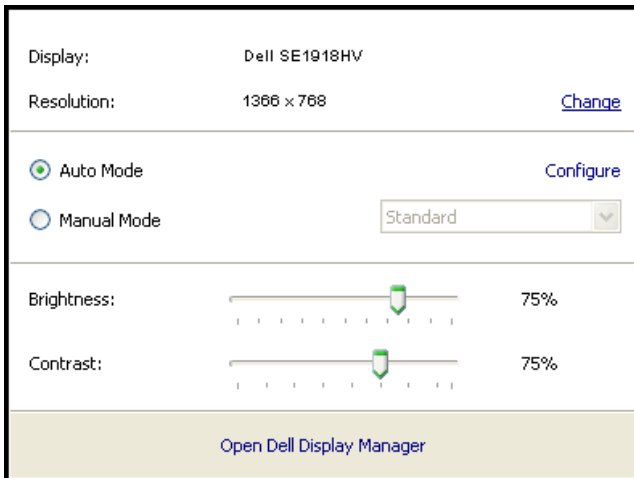 Display: Dell SE1918HV
Resolution: 1366 x 768 Change
Auto Mode Configure
Manual Mode Standard
Brightness: 75%
Contrast: 75%
Open Dell Display Manager